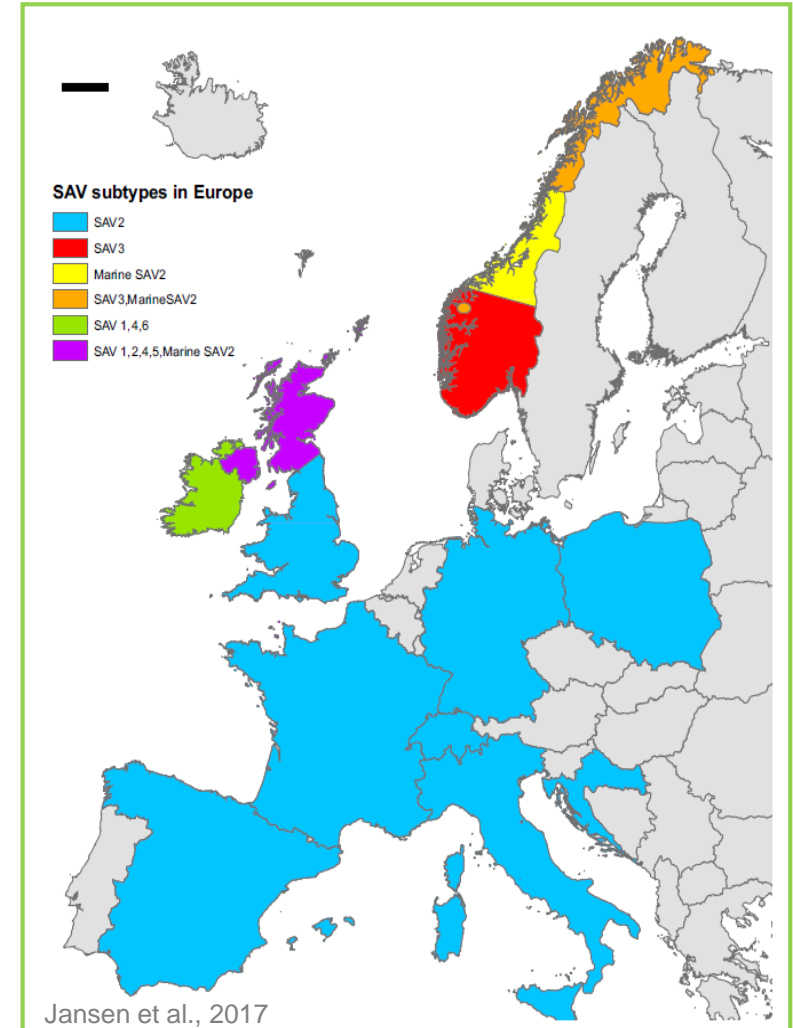 SAV subtypes in Europe
SAV2
SAV3
Marine SAV2
SAV3,MarineSAV2
SAV 1,4,6
SAV 1,2,4,5,Marine SAV2
Jansen et al., 2017